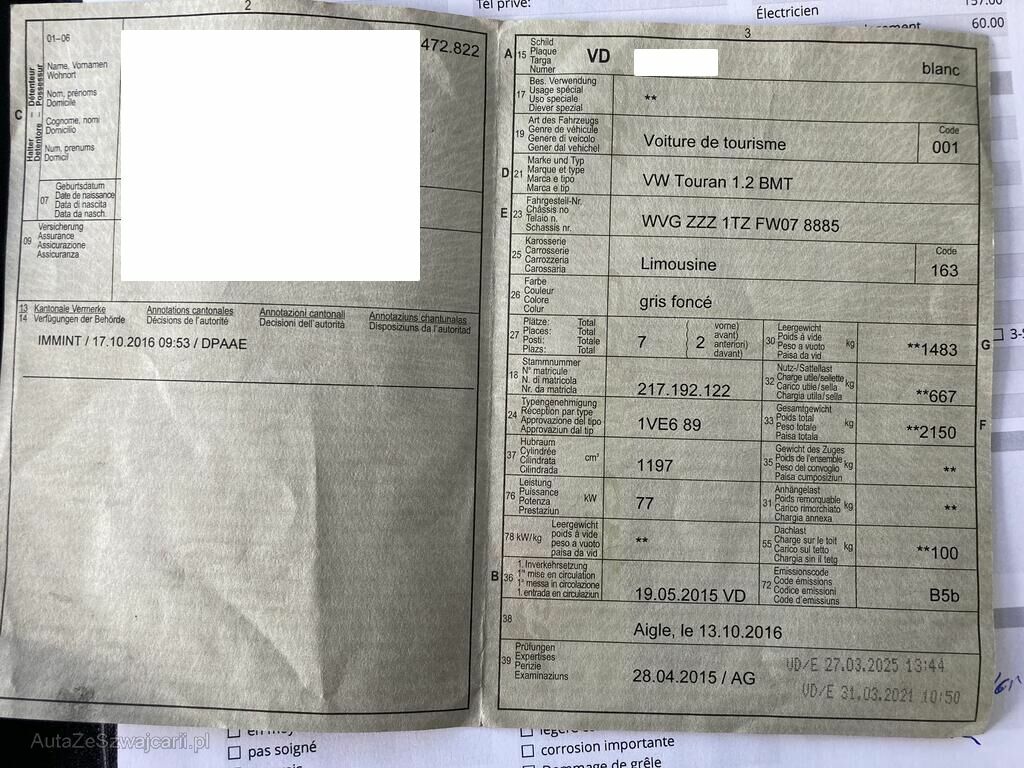 Tel privé:
Électricien
157.00
60.00
2
01–06
472.822
Halter – Détenteur
Detentore – Possessur
C
Name, Vornamen
Wohnort
Nom, prénoms
Domicile
Cognome, nomi
Domicilio
Num, prenums
Domicil
07
Geburtsdatum
Date de naissance
Data di nascita
Data da nasch.
09
Versicherung
Assurance
Assicurazione
Assicuranza
13 Kantonale Vermerke Annotations cantonales Annotazioni cantonali Annotaziuns chantunalas
14 Verfügungen der Behörde Décisions de l'autorité Decisioni dell'autorità Disposiziuns da l'autoritad
IMMINT / 17.10.2016 09:53 / DPAAE
3
A 15
Schild
Plaque
Targa
Numer
VD
blanc
17
Bes. Verwendung
Usage spécial
Uso speciale
Diever spezial
**
19
Art des Fahrzeugs
Genre de véhicule
Genere di veicolo
Gener dal vehichel
Voiture de tourisme
Code
001
D 21
Marke und Typ
Marque et type
Marca e tipo
Marca e tip
VW Touran 1.2 BMT
E 23
Fahrgestell-Nr.
Châssis no
Telaio n.
Schassis nr.
WVG ZZZ 1TZ FW07 8885
25
Karosserie
Carrosserie
Carrozzeria
Carossaria
Limousine
Code
163
26
Farbe
Couleur
Colore
Colur
gris foncé
27
Plätze: Total
Places: Total
Posti: Totale
Plazs: Totale
7
2
vorne)
avant)
anteriori)
davant)
30
Leergewicht
Poids à vide
Peso a vuoto
Paisa da vid
kg
**1483
G
18
Stammnummer
N° matricule
N. di matricola
Nr. da matricla
217.192.122
32
Nutz-/Sattellast
Charge utile/sellette
Carico utile/sella
Chargia utila/sella
kg
**667
24
Typengenehmigung
Réception par type
Approvazione del tipo
Approvaziun dal tip
1VE6 89
33
Gesamtgewicht
Poids total
Peso totale
Paisa totala
kg
**2150
F
37
Hubraum
Cylindrée
Cilindrata
Cilindrada
cm³
1197
35
Gewicht des Zuges
Poids de l'ensemble
Peso del convoglio
Paisa cumposiziun
kg
**
76
Leistung
Puissance
Potenza
Prestaziun
kW
77
31
Anhängelast
Poids remorquable
Carico rimorchiato
Chargia annexa
kg
**
78 kW/kg
Leergewicht
poids à vide
peso a vuoto
paisa da vid
**
55
Dachlast
Charge sur le toit
Carico sul tetto
Chargia sin il tetg
kg
**100
B 36
1. Inverkehrsetzung
1re mise en circulation
1a messa in circolazione
1. entrada en circulaziun
19.05.2015 VD
72
Emissionscode
Code émissions
Codice emissioni
Code d'emissiuns
B5b
38
Aigle, le 13.10.2016
39
Prüfungen
Expertises
Perizie
Examinaziuns
28.04.2015 / AG
VD/E 27.03.2025 13:44
VD/E 31.03.2021 10:50
AutaZeSzwajcarii.pl
pas soigné
corrosion importante
Dommage de grêle